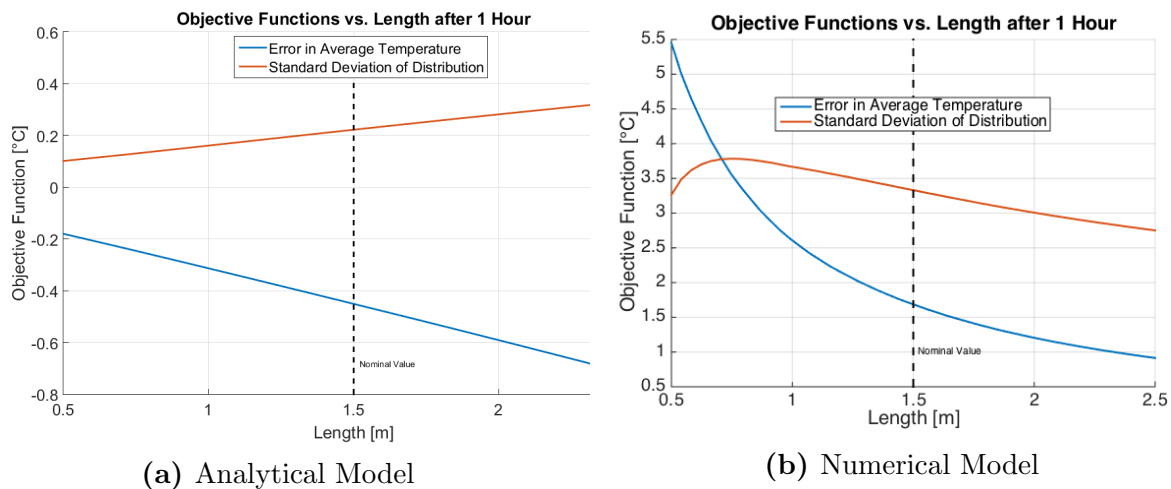 Objective Functions vs. Length after 1 Hour
Error in Average Temperature
Standard Deviation of Distribution
Objective Function [°C]
0.6
0.4
0.2
0
-0.2
-0.4
-0.6
-0.8
Nominal Value
0.5 1 1.5 2
Length [m]
(a) Analytical Model
Objective Functions vs. Length after 1 Hour
Error in Average Temperature
Standard Deviation of Distribution
Objective Function [°C]
5.5
5
4.5
4
3.5
3
2.5
2
1.5
1
0.5
Nominal Value
0.5 1 1.5 2 2.5
Length [m]
(b) Numerical Model